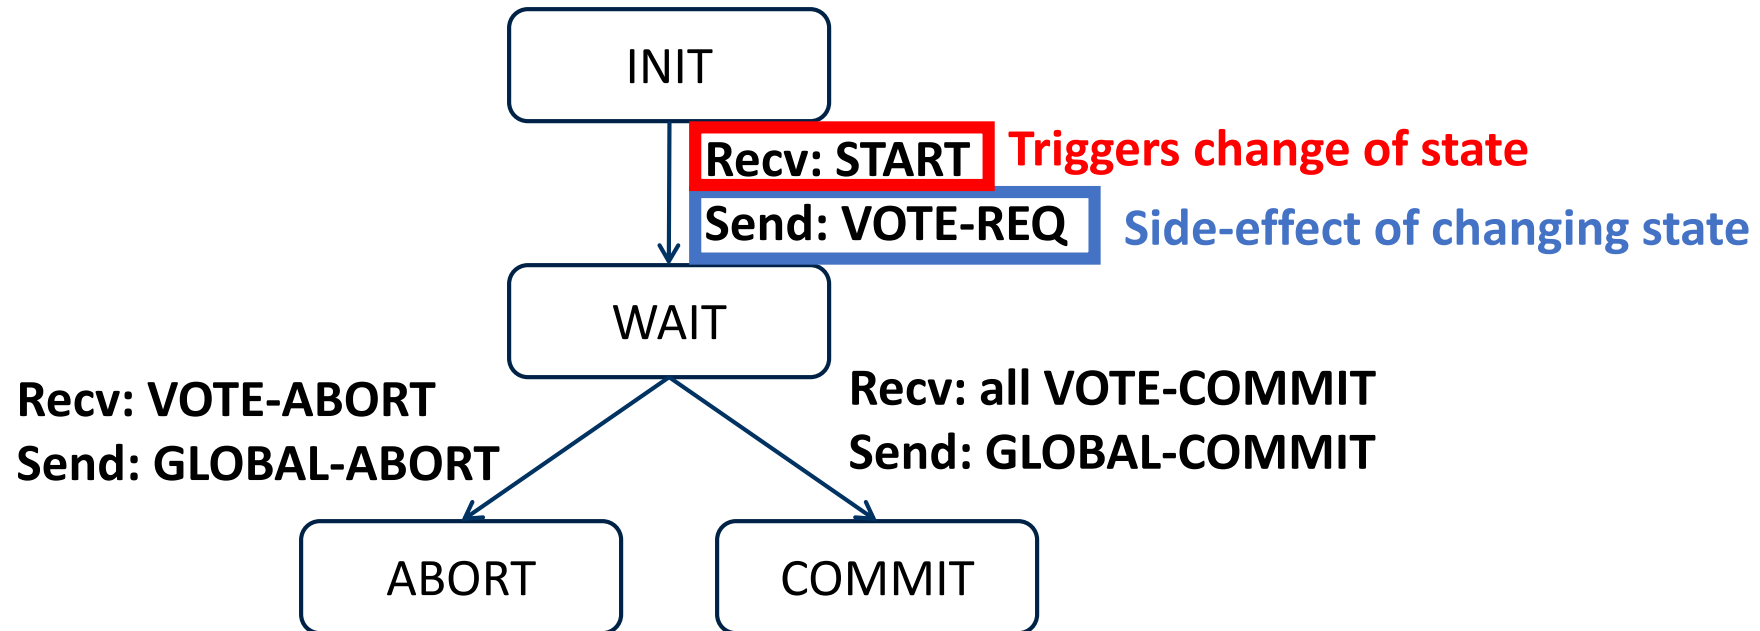 INIT
Recv: START
Triggers change of state
Send: VOTE-REQ
Side-effect of changing state
WAIT
Recv: VOTE-ABORT
Send: GLOBAL-ABORT
Recv: all VOTE-COMMIT
Send: GLOBAL-COMMIT
ABORT
COMMIT